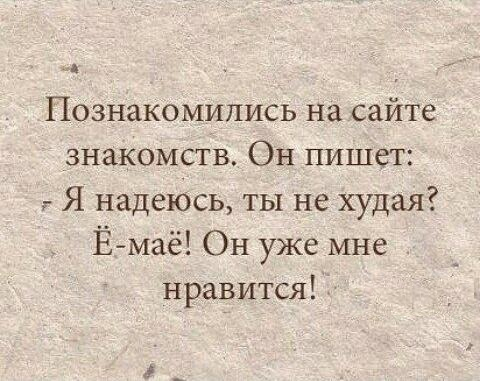 Познакомились на сайте
знакомств. Он пишет:
- Я надеюсь, ты не худая?
Ё-маё! Он уже мне
нравится!